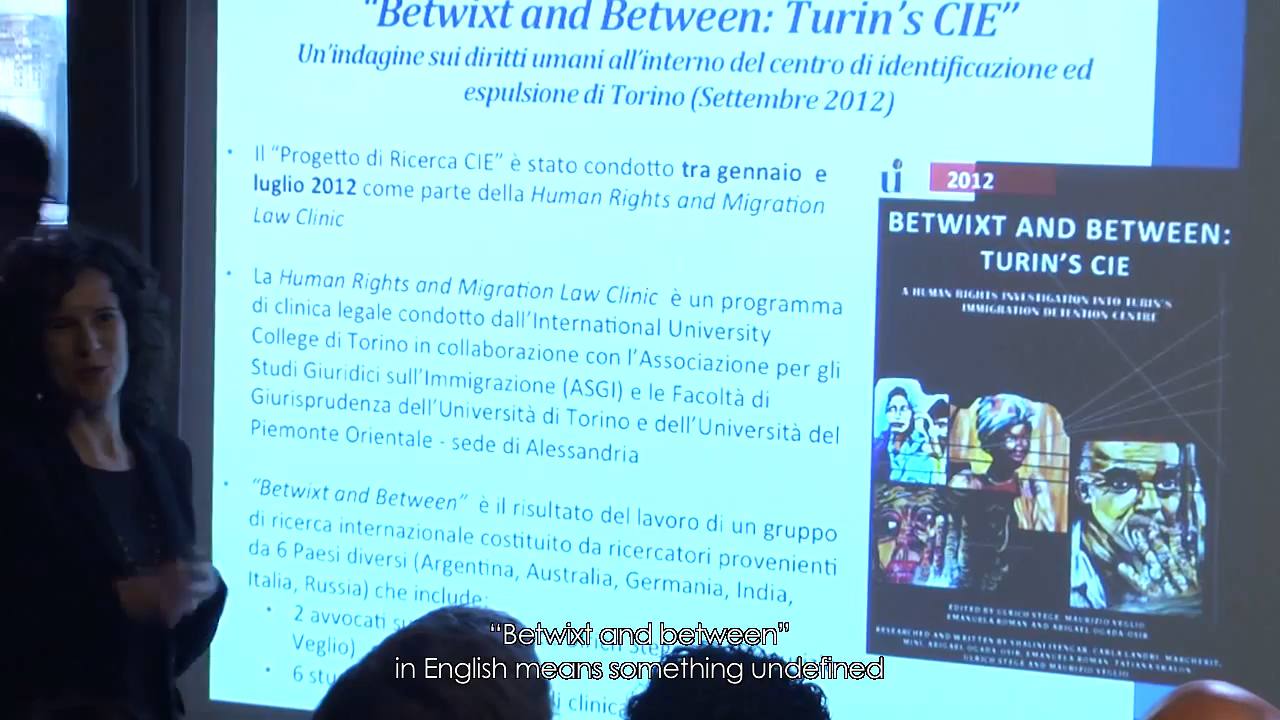 “Betwixt and Between: Turin’s CIE”
Un’indagine sui diritti umani all’interno del centro di identificazione ed
espulsione di Torino (Settembre 2012)
• Il “Progetto di Ricerca CIE” è stato condotto tra gennaio e
luglio 2012 come parte della Human Rights and Migration
Law Clinic
• La Human Rights and Migration Law Clinic è un programma
di clinica legale condotto dall’International University
College di Torino in collaborazione con l’Associazione per gli
Studi Giuridici sull’Immigrazione (ASGI) e le Facoltà di
Giurisprudenza dell’Università di Torino e dell’Università del
Piemonte Orientale - sede di Alessandria
• “Betwixt and Between” è il risultato del lavoro di un gruppo
di ricerca internazionale costituito da ricercatori provenienti
da 6 Paesi diversi (Argentina, Australia, Germania, India,
Italia, Russia) che include:
• 2 avvocati
Veglio)
• 6
clinica
2012
BETWIXT AND BETWEEN:
TURIN’S CIE
A HUMAN RIGHTS INVESTIGATION INTO TURIN’S
IMMIGRATION DETENTION CENTRE
EDITED BY ULRICH STEGE, MAURIZIO VEGLIO,
EMANUELA ROMAN AND ABIGAEL OGADA-OSIR
“Betwixt and between”
in English means something undefined